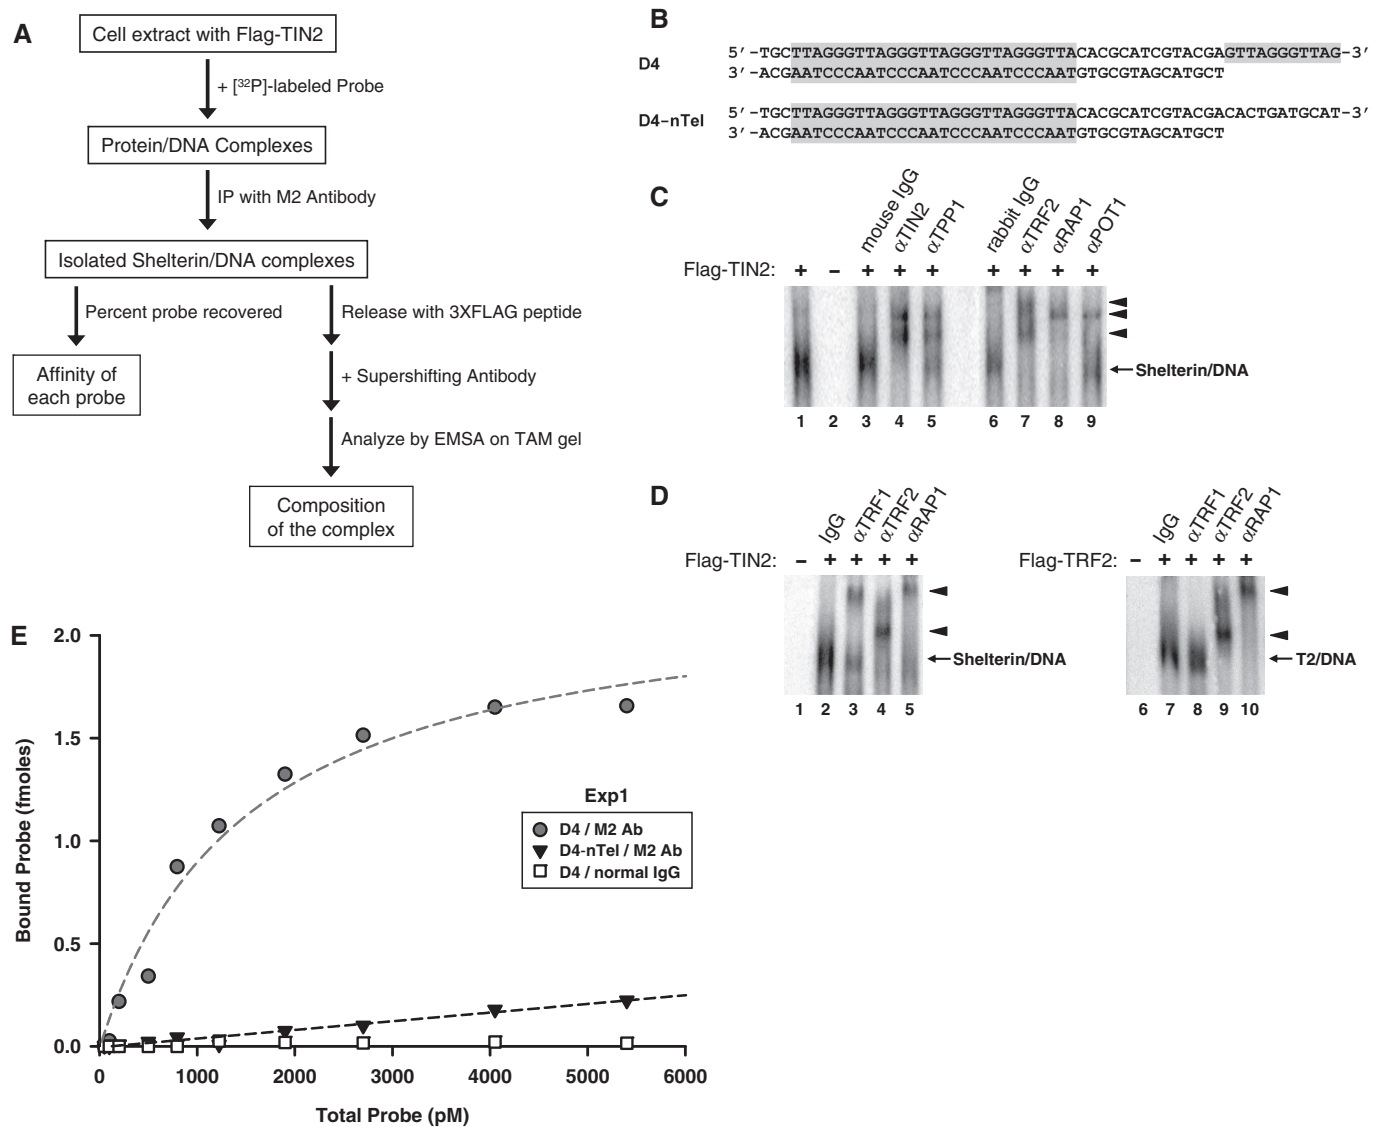 A
Cell extract with Flag-TIN2
+ [32P]-labeled Probe
Protein/DNA Complexes
IP with M2 Antibody
Isolated Shelterin/DNA complexes
Percent probe recovered
Release with 3XFLAG peptide
Affinity of
each probe
+ Supershifting Antibody
Analyze by EMSA on TAM gel
Composition
of the complex
B
D4
5′-TGCTTAGGGTTAGGGTTAGGGTTAGGGTTACACGCATCGTACGAGTTAGGGTTAG-3′
3′-ACGAATCCCAATCCCAATCCCAATCCCAATGTGCGTAGCATGCT
D4-nTel
5′-TGCTTAGGGTTAGGGTTAGGGTTAGGGTTACACGCATCGTACGACACTGATGCAT-3′
3′-ACGAATCCCAATCCCAATCCCAATCCCAATGTGCGTAGCATGCT
C
mouse IgG
αTIN2
αTPP1
rabbit IgG
αTRF2
αRAP1
αPOT1
Flag-TIN2: + – + + + + + + +
Shelterin/DNA
1 2 3 4 5 6 7 8 9
D
IgG
αTRF1
αTRF2
αRAP1
Flag-TIN2: – + + + +
Shelterin/DNA
1 2 3 4 5
IgG
αTRF1
αTRF2
αRAP1
Flag-TRF2: – + + + +
T2/DNA
6 7 8 9 10
E
Bound Probe (fmoles)
2.0
1.5
1.0
0.5
0.0
Exp1
D4 / M2 Ab
D4-nTel / M2 Ab
D4 / normal IgG
0 1000 2000 3000 4000 5000 6000
Total Probe (pM)